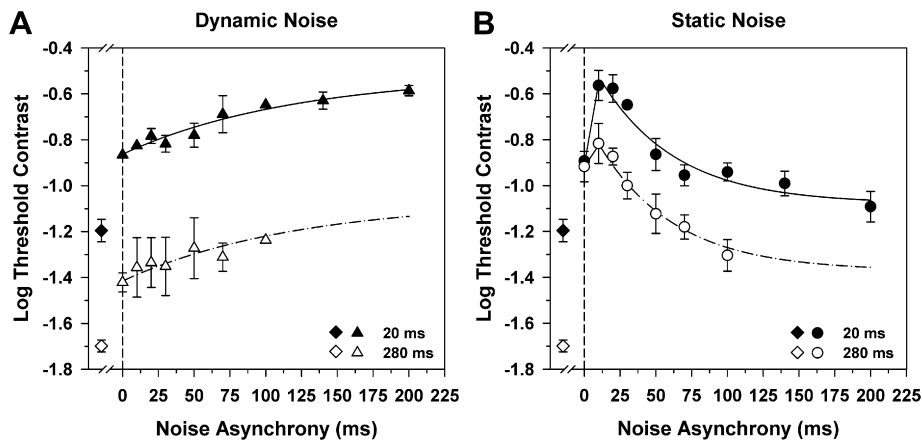 A
Dynamic Noise
Log Threshold Contrast
-0.4
-0.6
-0.8
-1.0
-1.2
-1.4
-1.6
-1.8
20 ms
280 ms
0 25 50 75 100 125 150 175 200 225
Noise Asynchrony (ms)
B
Static Noise
Log Threshold Contrast
-0.4
-0.6
-0.8
-1.0
-1.2
-1.4
-1.6
-1.8
20 ms
280 ms
0 25 50 75 100 125 150 175 200 225
Noise Asynchrony (ms)